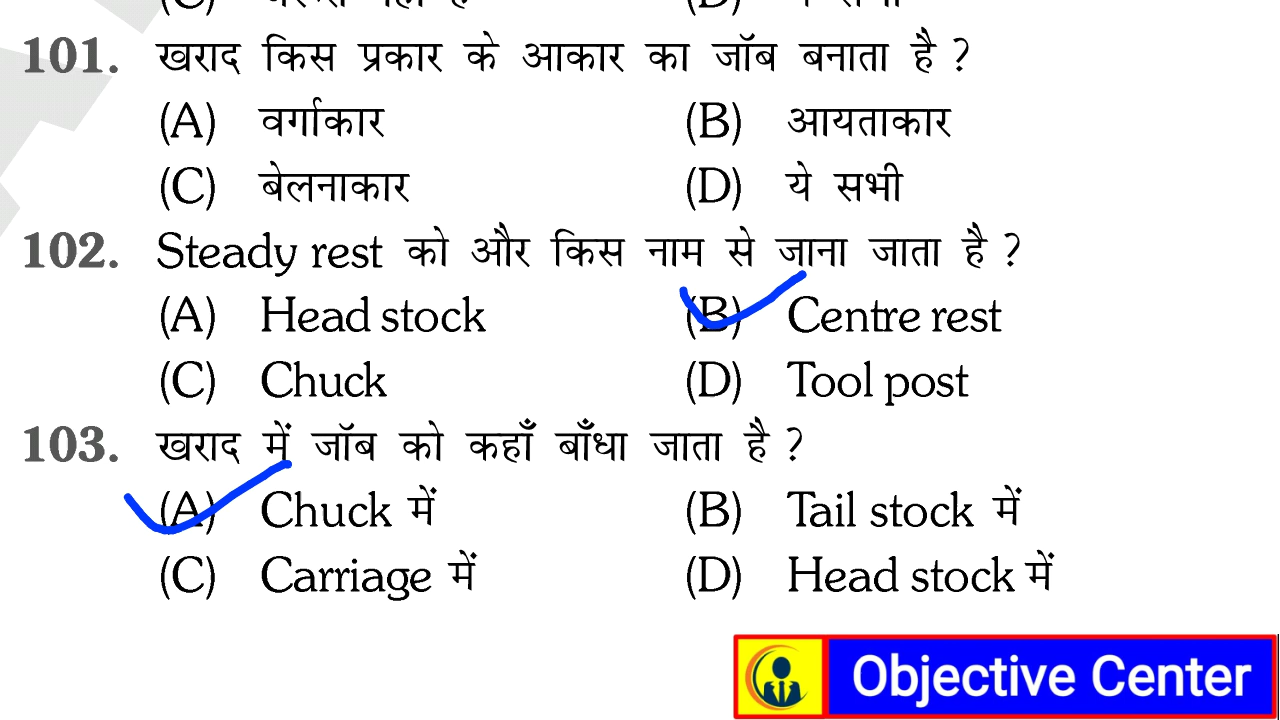 101. खराद किस प्रकार के आकार का जॉब बनाता है ?
(A) वर्गाकार (B) आयताकार
(C) बेलनाकार (D) ये सभी
102. Steady rest को और किस नाम से जाना जाता है ?
(A) Head stock (B) Centre rest
(C) Chuck (D) Tool post
103. खराद में जॉब को कहाँ बाँधा जाता है ?
(A) Chuck में (B) Tail stock में
(C) Carriage में (D) Head stock में
Objective Center